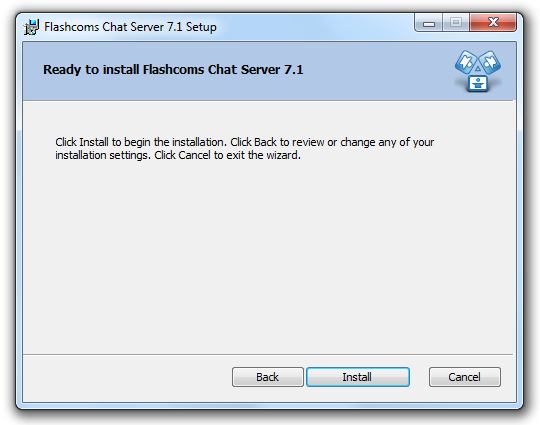 Flashcoms Chat Server 7.1 Setup
Ready to install Flashcoms Chat Server 7.1
Click Install to begin the installation. Click Back to review or change any of your
installation settings. Click Cancel to exit the wizard.
Back Install Cancel